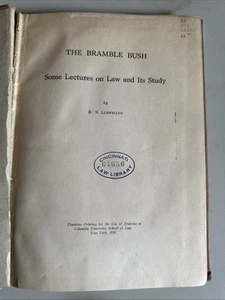 THE BRAMBLE BUSH
Some Lectures on Law and Its Study
by
K. N. LLEWELLYN
CINCINNATI
LAW LIBRARY
Tentative Printing for the Use of Students at
Columbia University School of Law
New York 1930